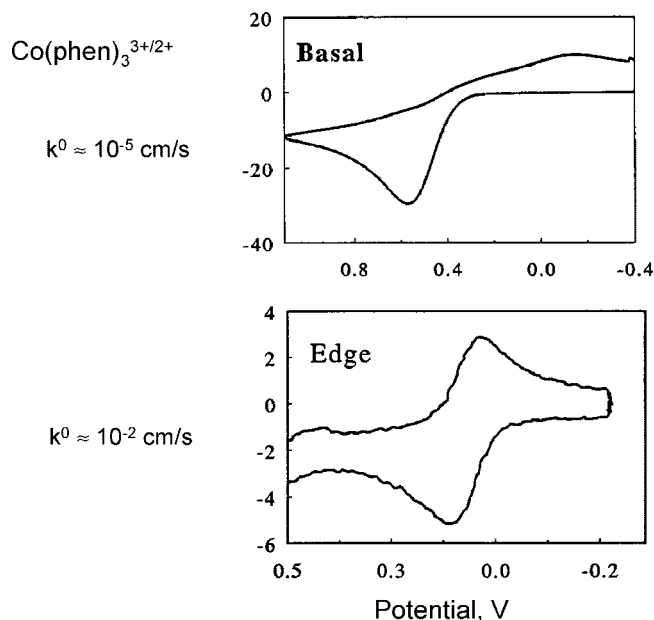 Co(phen)₃³⁺/²⁺
k⁰ ≈ 10⁻⁵ cm/s
Basal
20
0
-20
-40
0.8 0.4 0.0 -0.4
k⁰ ≈ 10⁻² cm/s
Edge
4
2
0
-2
-4
-6
0.5 0.3 0.0 -0.2
Potential, V